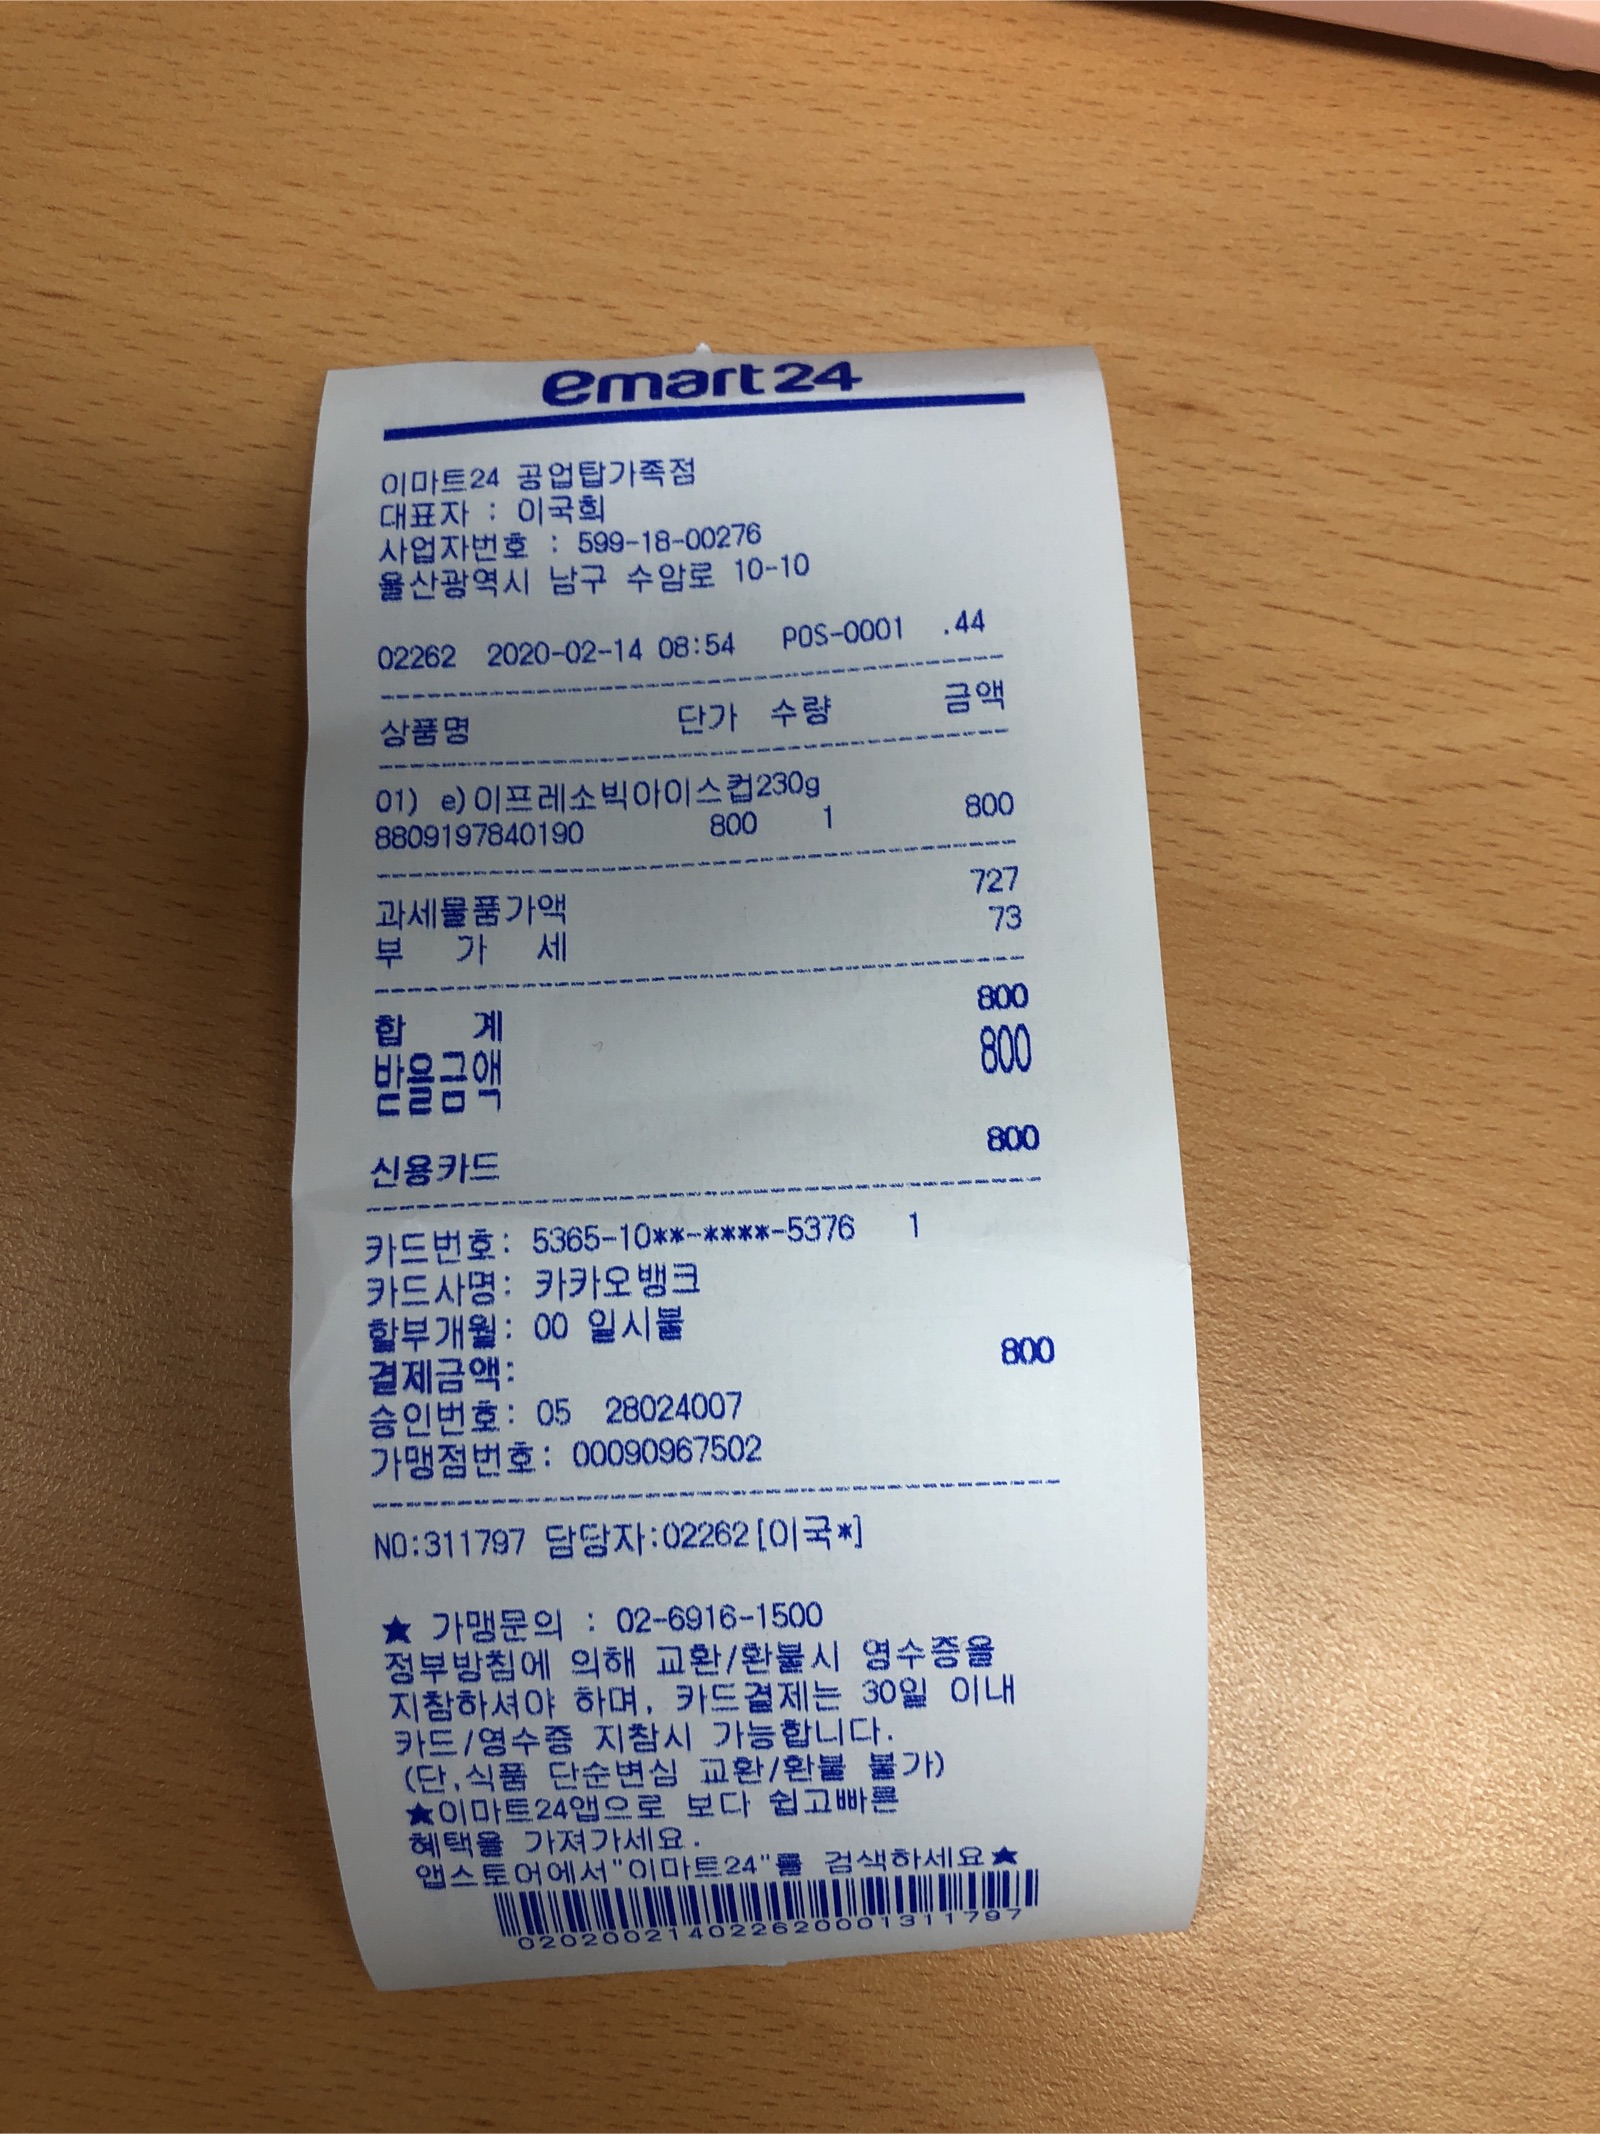 emart24
이마트24 공업탑가족점
대표자 : 이국희
사업자번호 : 599-18-00276
울산광역시 남구 수암로 10-10
02262 2020-02-14 08:54 POS-0001 .44
상품명 단가 수량 금액
01) e)이프레소빅아이스컵230g
8809197840190 800 1 800
과세물품가액 727
부 가 세 73
합 계 800
받을금액 800
신용카드 800
카드번호: 5365-10**-****-5376 1
카드사명: 카카오뱅크
할부개월: 00 일시불
결제금액: 800
승인번호: 05 28024007
가맹점번호: 00090967502
NO:311797 담당자:02262[이국*]
★ 가맹문의 : 02-6916-1500
정부방침에 의해 교환/환불시 영수증을
지참하셔야 하며, 카드결제는 30일 이내
카드/영수증 지참시 가능합니다.
(단,식품 단순변심 교환/환불 불가)
★이마트24앱으로 보다 쉽고빠른
혜택을 가져가세요.
앱스토어에서"이마트24"를 검색하세요★
020200214022620001311797